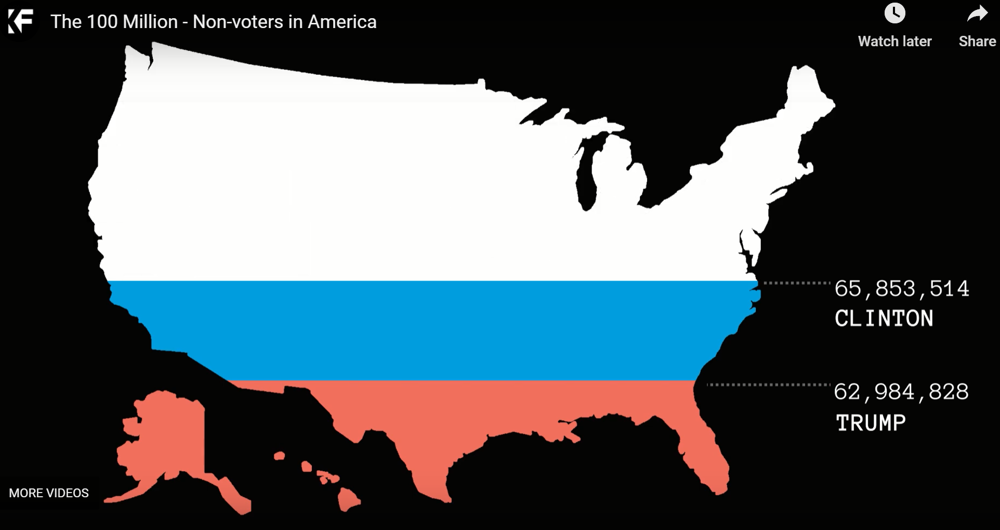 KF
The 100 Million - Non-voters in America
Watch later
Share
65,853,514
CLINTON
62,984,828
TRUMP
MORE VIDEOS